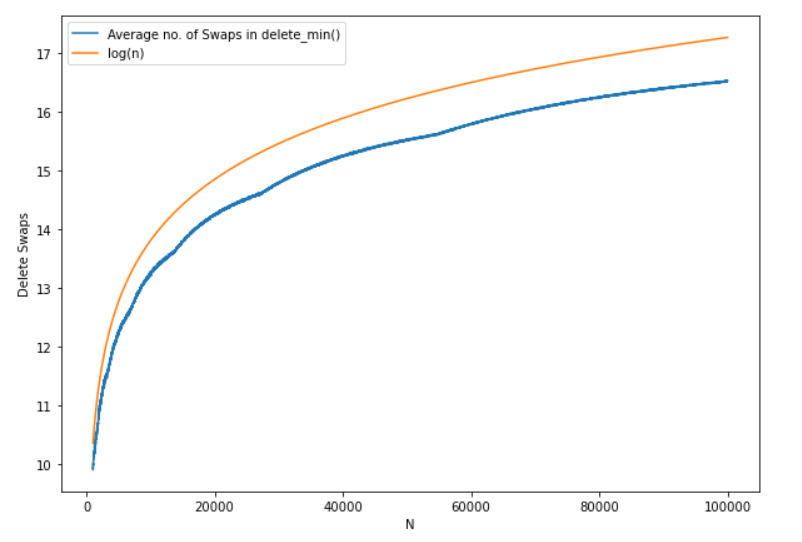 Average no. of Swaps in delete_min()
log(n)
17
16
15
14
13
12
11
10
Delete Swaps
0 20000 40000 60000 80000 100000
N